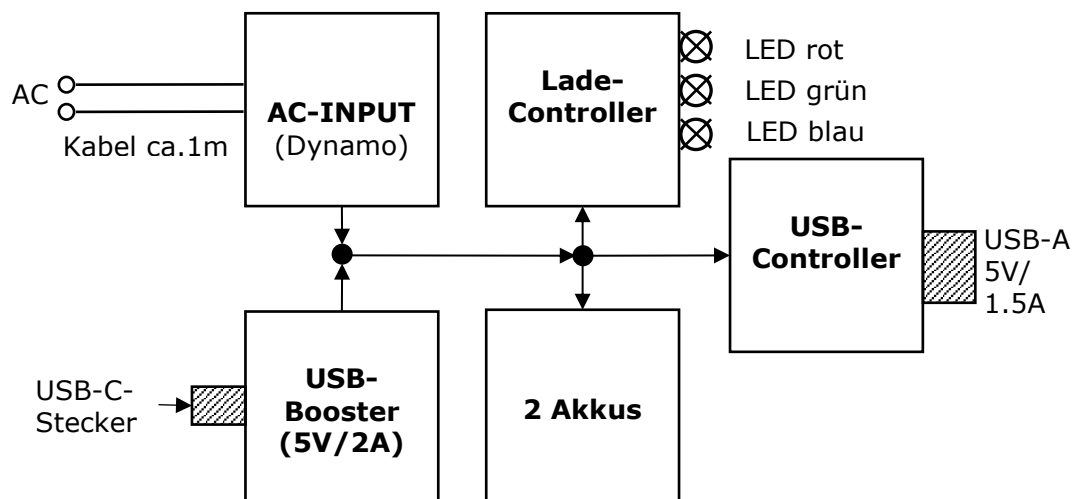 AC
Kabel ca.1m
AC-INPUT
(Dynamo)
Lade-
Controller
LED rot
LED grün
LED blau
USB-
Controller
USB-A
5V/
1.5A
USB-C-
Stecker
USB-
Booster
(5V/2A)
2 Akkus